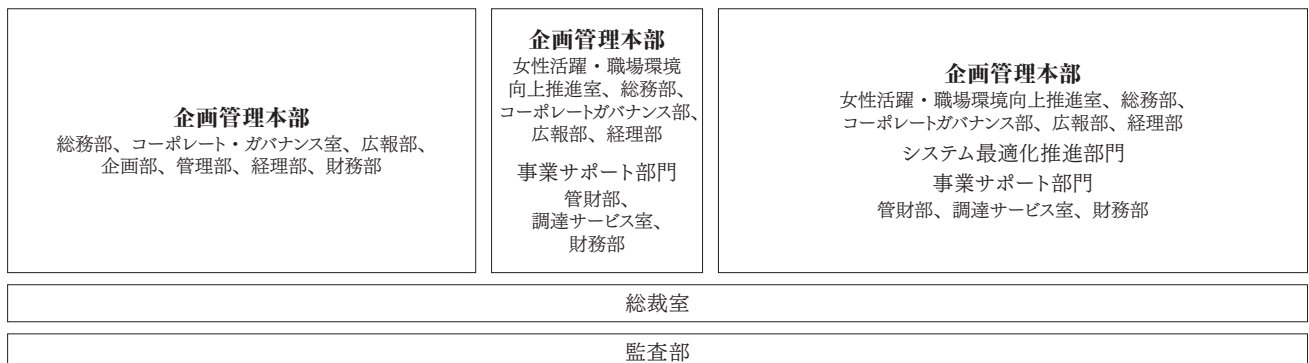 企画管理本部
総務部、コーポレート・ガバナンス室、広報部、
企画部、管理部、経理部、財務部
企画管理本部
女性活躍・職場環境
向上推進室、総務部、
コーポレートガバナンス部、
広報部、経理部
事業サポート部門
管財部、
調達サービス室、
財務部
企画管理本部
女性活躍・職場環境向上推進室、総務部、
コーポレートガバナンス部、広報部、経理部
システム最適化推進部門
事業サポート部門
管財部、調達サービス室、財務部
総裁室
監査部